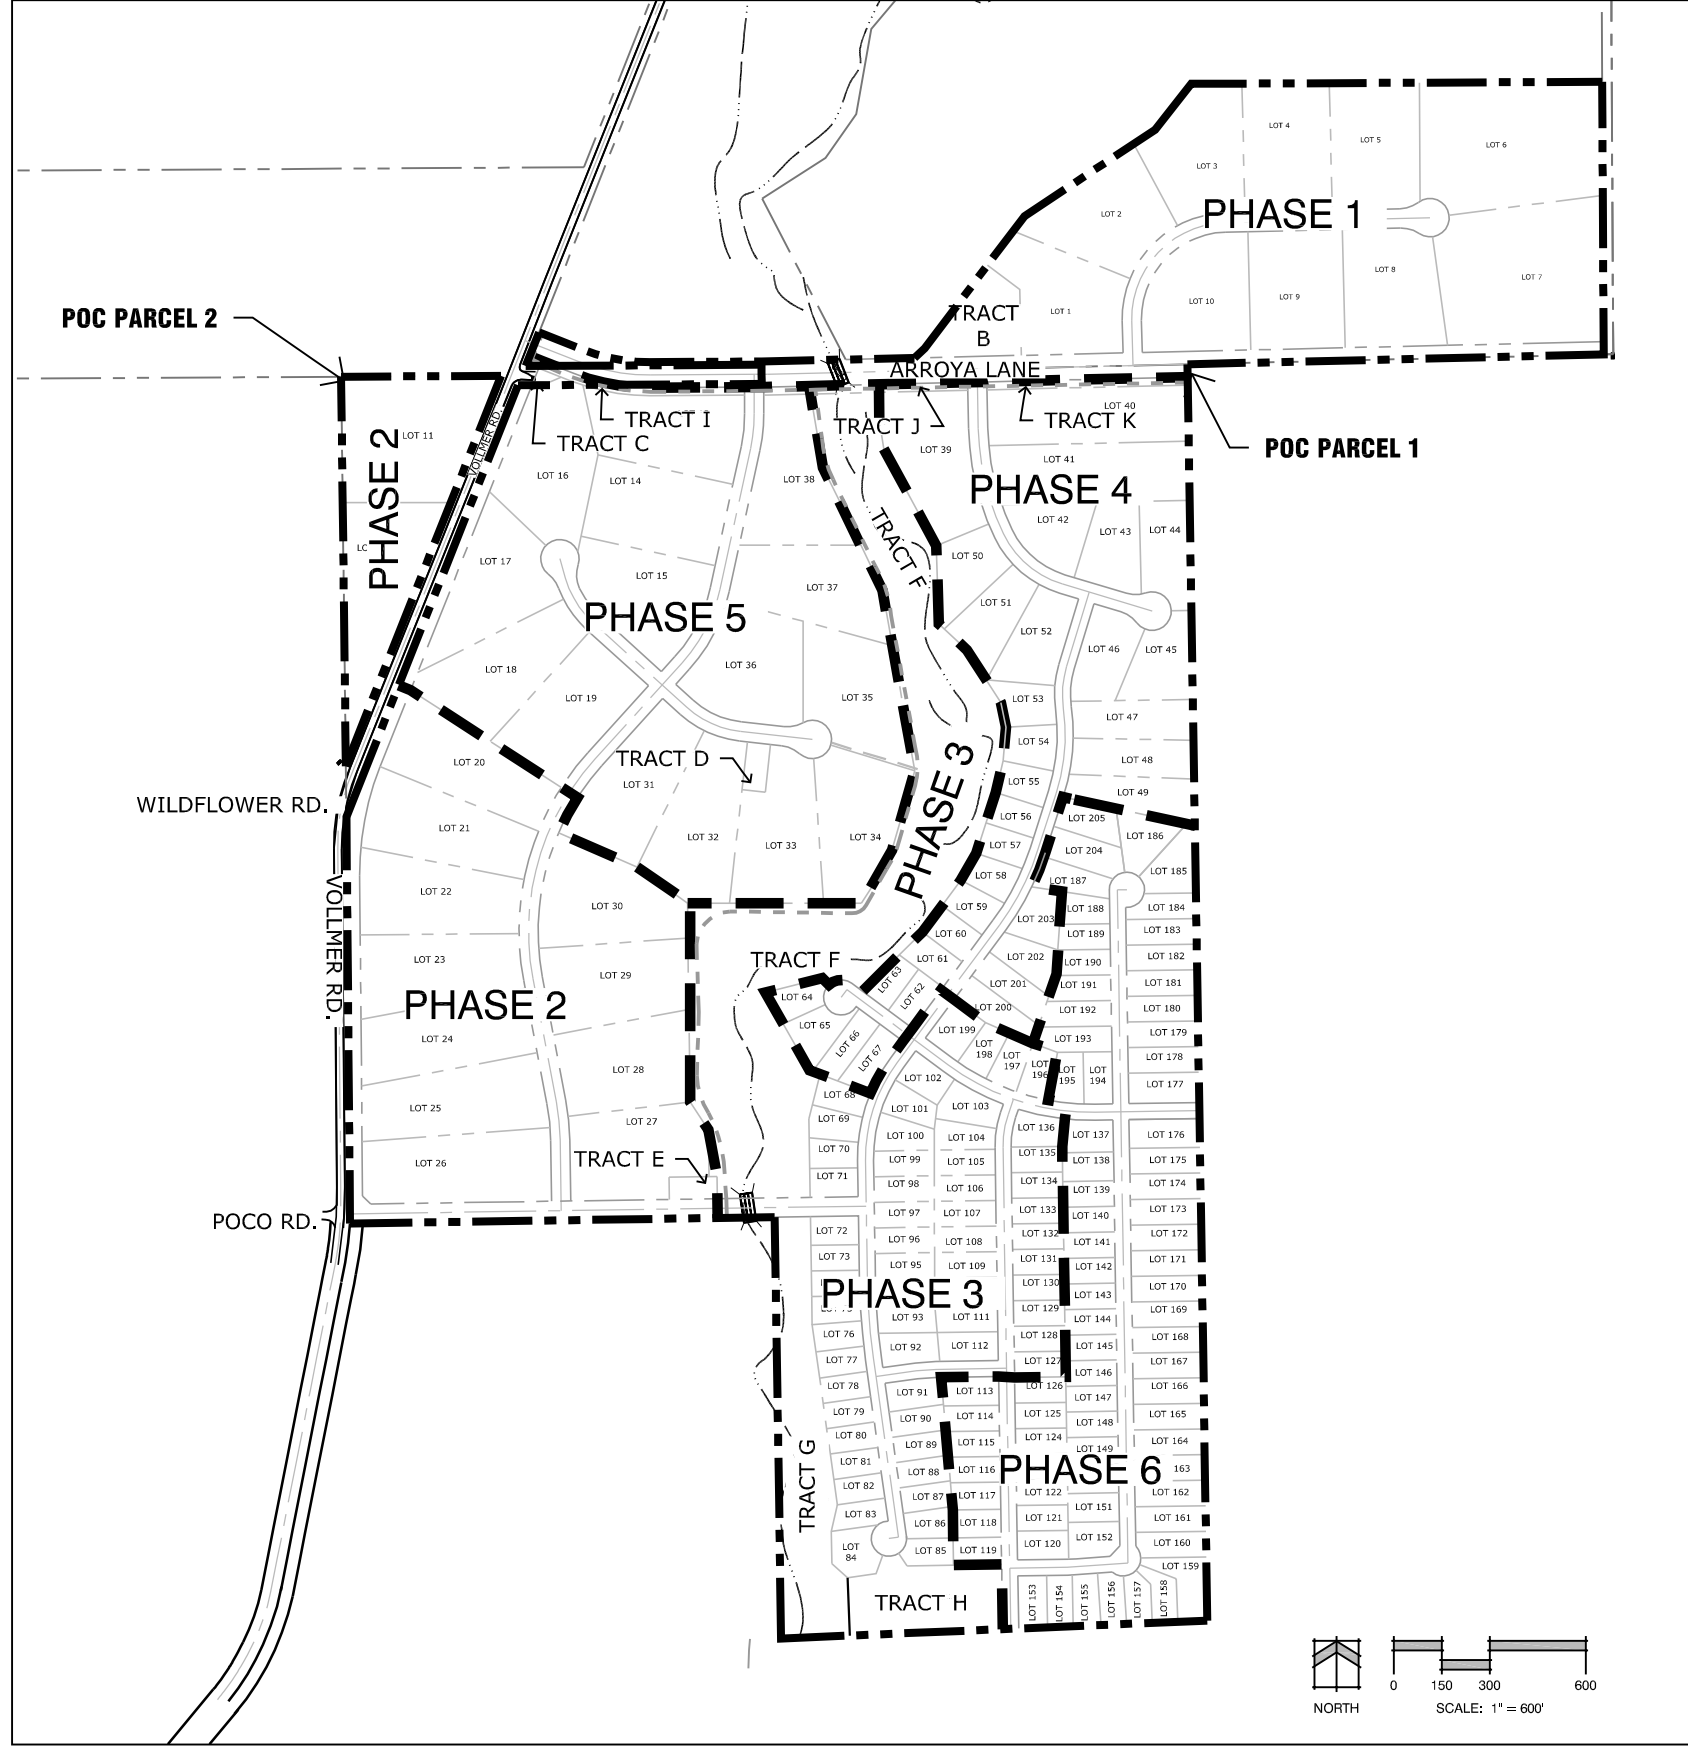 LOT 4
LOT 5
LOT 6
LOT 3
PHASE 1
LOT 2
LOT 8
LOT 7
LOT 10
LOT 9
LOT 1
TRACT
B
POC PARCEL 2
ARROYA LANE
LOT 40
TRACT I
TRACT J
TRACT K
TRACT C
POC PARCEL 1
VOLLMER RD.
LOT 11
PHASE 2
LOT 39
LOT 41
LOT 16
LOT 14
LOT 38
PHASE 4
LOT 42
LOT 43
LOT 44
TRACT F
LOT 50
LOT 17
LOT 15
LOT 37
LOT 51
PHASE 5
LOT 52
LOT 46
LOT 45
LOT 18
LOT 36
LOT 19
LOT 35
LOT 53
LOT 47
LOT 54
LOT 20
TRACT D
LOT 48
LOT 31
LOT 55
LOT 49
PHASE 3
WILDFLOWER RD.
LOT 56
LOT 205
LOT 21
LOT 32
LOT 33
LOT 34
LOT 57
LOT 204
LOT 186
LOT 58
LOT 187
LOT 185
LOT 22
LOT 30
LOT 59
LOT 203
LOT 188
LOT 184
VOLLMER RD.
LOT 60
LOT 189
LOT 183
LOT 23
TRACT F
LOT 61
LOT 202
LOT 190
LOT 182
LOT 29
LOT 63
LOT 62
LOT 201
LOT 191
LOT 181
PHASE 2
LOT 64
LOT 200
LOT 192
LOT 180
LOT 65
LOT 199
LOT 193
LOT 179
LOT 24
LOT 66
LOT 67
LOT
198
LOT
197
LOT
196
LOT
195
LOT
194
LOT 178
LOT 28
LOT 102
LOT 177
LOT 25
LOT 68
LOT 101
LOT 103
LOT 27
LOT 69
LOT 136
LOT 137
LOT 176
LOT 100
LOT 104
LOT 26
TRACT E
LOT 70
LOT 99
LOT 105
LOT 135
LOT 138
LOT 175
LOT 71
LOT 98
LOT 106
LOT 134
LOT 139
LOT 174
POCO RD.
LOT 97
LOT 107
LOT 133
LOT 140
LOT 173
LOT 72
LOT 96
LOT 108
LOT 132
LOT 141
LOT 172
LOT 73
LOT 95
LOT 109
LOT 131
LOT 142
LOT 171
PHASE 3
LOT 130
LOT 143
LOT 170
LOT 93
LOT 111
LOT 129
LOT 144
LOT 169
LOT 76
LOT 92
LOT 112
LOT 128
LOT 145
LOT 168
LOT 77
LOT 127
LOT 146
LOT 167
LOT 78
LOT 91
LOT 113
LOT 126
LOT 147
LOT 166
LOT 79
LOT 90
LOT 114
LOT 125
LOT 148
LOT 165
LOT 80
LOT 89
LOT 115
LOT 124
LOT 149
LOT 164
TRACT G
LOT 81
LOT 88
LOT 116
PHASE 6
163
LOT 82
LOT 87
LOT 117
LOT 122
LOT 151
LOT 162
LOT 83
LOT 86
LOT 118
LOT 121
LOT 152
LOT 161
LOT
84
LOT 85
LOT 119
LOT 120
LOT 160
LOT 159
TRACT H
LOT 153
LOT 154
LOT 155
LOT 156
LOT 157
LOT 158
0 150 300 600
NORTH
SCALE: 1" = 600'